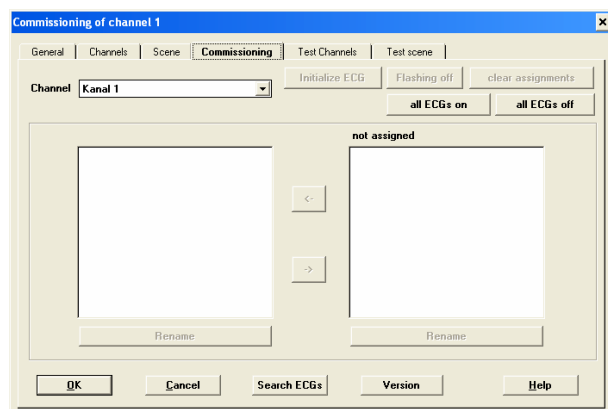 Commissioning of channel 1
General Channels Scene Commissioning Test Channels Test scene
Channel Kanal 1 Initialize ECG Flashing off clear assignments
all ECGs on all ECGs off
not assigned
<-
->
Rename Rename
OK Cancel Search ECGs Version Help